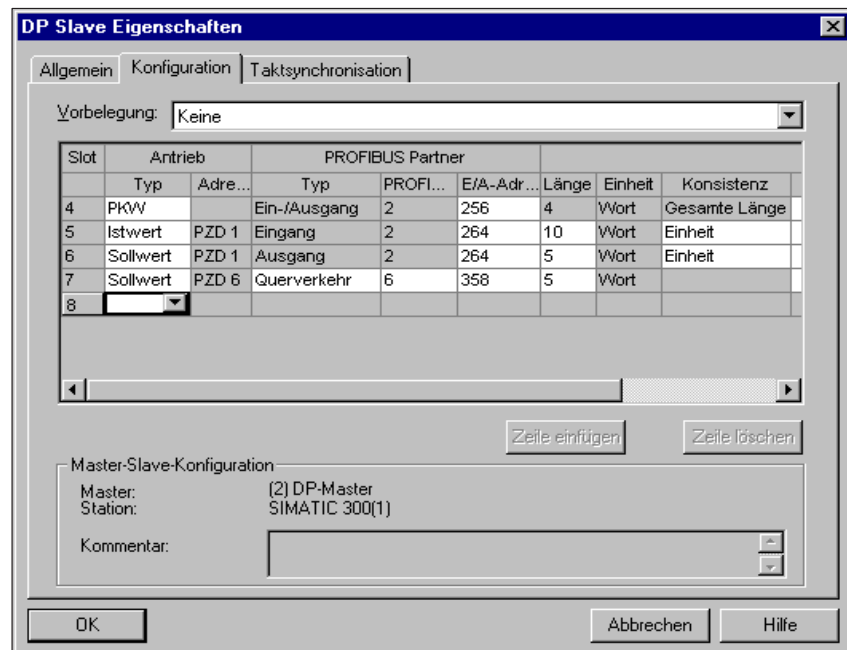 DP Slave Eigenschaften
Allgemein Konfiguration Taktsynchronisation
Vorbelegung: Keine
Slot Antrieb PROFIBUS Partner
Typ Adre... Typ PROFI... E/A-Adr... Länge Einheit Konsistenz
4 PKW Ein-/Ausgang 2 256 4 Wort Gesamte Länge
5 Istwert PZD 1 Eingang 2 264 10 Wort Einheit
6 Sollwert PZD 1 Ausgang 2 264 5 Wort Einheit
7 Sollwert PZD 6 Querverkehr 6 358 5 Wort
8
Zeile einfügen Zeile löschen
Master-Slave-Konfiguration
Master: (2) DP-Master
Station: SIMATIC 300(1)
Kommentar:
OK Abbrechen Hilfe